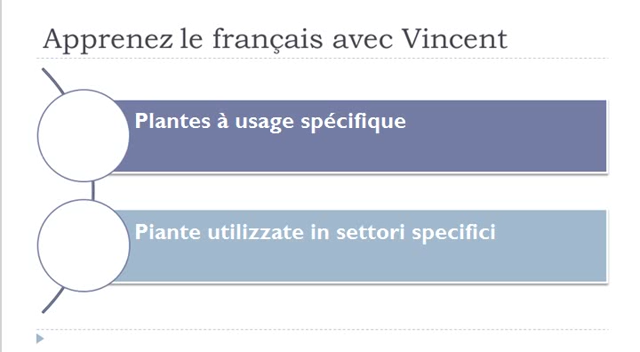 Apprenez le français avec Vincent
Plantes à usage spécifique
Piante utilizzate in settori specifici